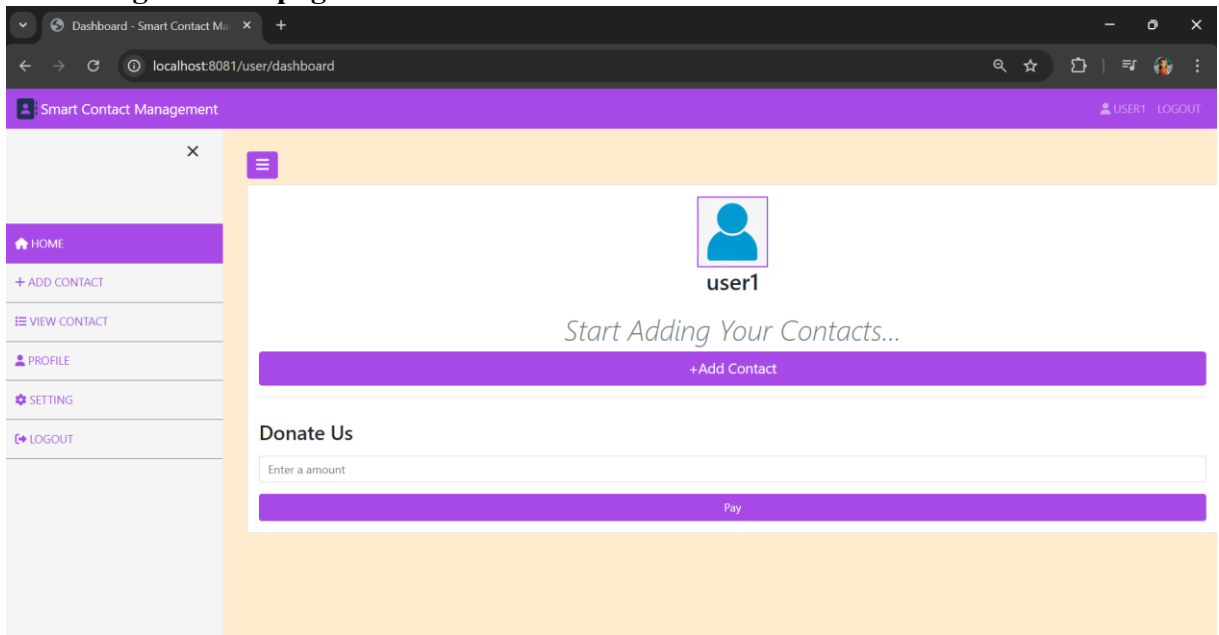 Dashboard - Smart Contact Ma
localhost:8081/user/dashboard
Smart Contact Management
USER1 LOGOUT
HOME
+ ADD CONTACT
VIEW CONTACT
PROFILE
SETTING
LOGOUT
user1
Start Adding Your Contacts...
+Add Contact
Donate Us
Enter a amount
Pay